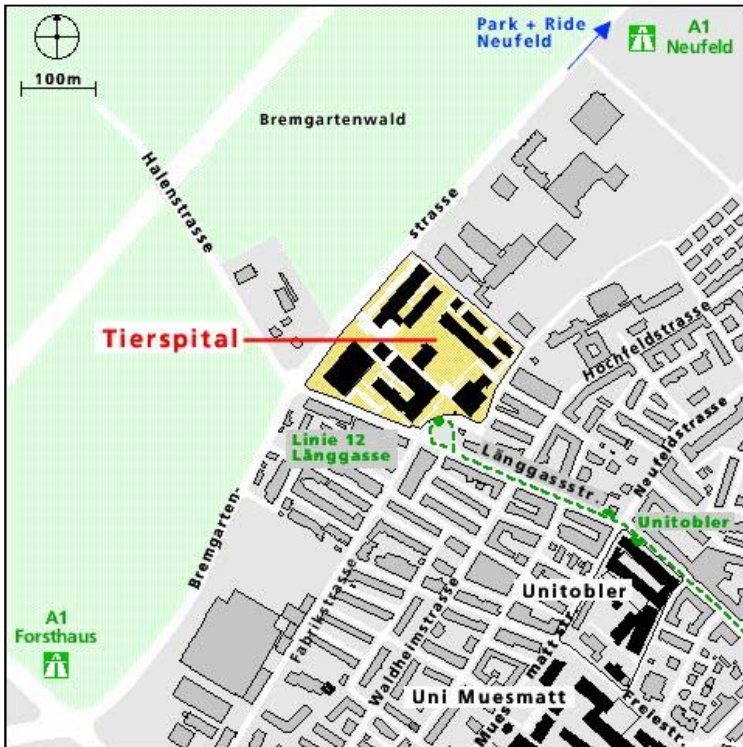 Park + Ride
Neufeld
A1
Neufeld
100m
Bremgartenwald
Halenstrasse
strasse
Tierspital
Hochfeldstrasse
Neufeldstrasse
Linie 12
Länggasse
Länggassstr.
Unitobler
Bremgarten-
Unitobler
Fabrikstrasse
Waldheimstrasse
A1
Forsthaus
Uni Muesmatt
Muesmattstr.
Freiestr